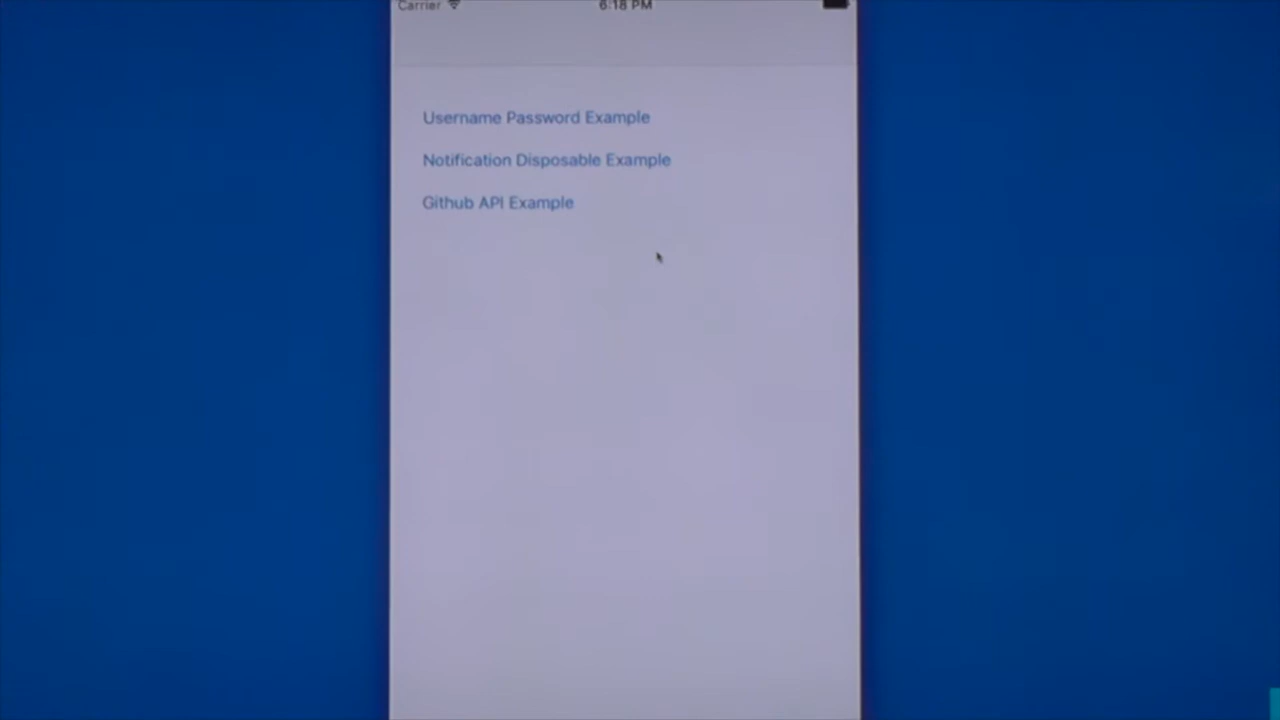 Carrier
6:18 PM
Username Password Example
Notification Disposable Example
Github API Example